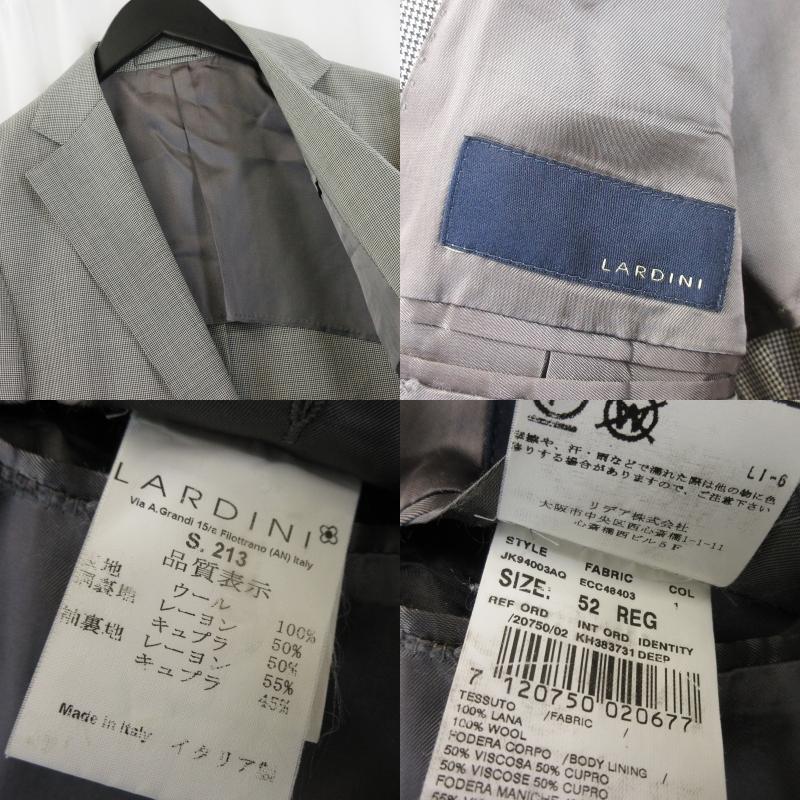 LARDINI
LARDINI
Via A.Grandi 15/a Filottrano (AN) Italy
S. 213
品質表示
表地 ウール 100%
胴裏地 レーヨン 50%
キュプラ 50%
袖裏地 レーヨン 55%
キュプラ 45%
Made in Italy イタリア製
LI-6
摩擦や、汗・雨などで濡れた際は他の物に色
移りする場合がありますので、ご注意下さい
リデア株式会社
大阪市中央区西心斎橋1-1-11
心斎橋西ビル5F
STYLE FABRIC COL
JK94003AQ ECC48403 1
SIZE: 52 REG
REF ORD INT ORD IDENTITY
/20750/02 KH383731 DEEP
7 120750 020677
TESSUTO /FABRIC /
100% LANA
100% WOOL
FODERA CORPO /BODY LINING /
50% VISCOSA 50% CUPRO
50% VISCOSE 50% CUPRO
FODERA MANICHE